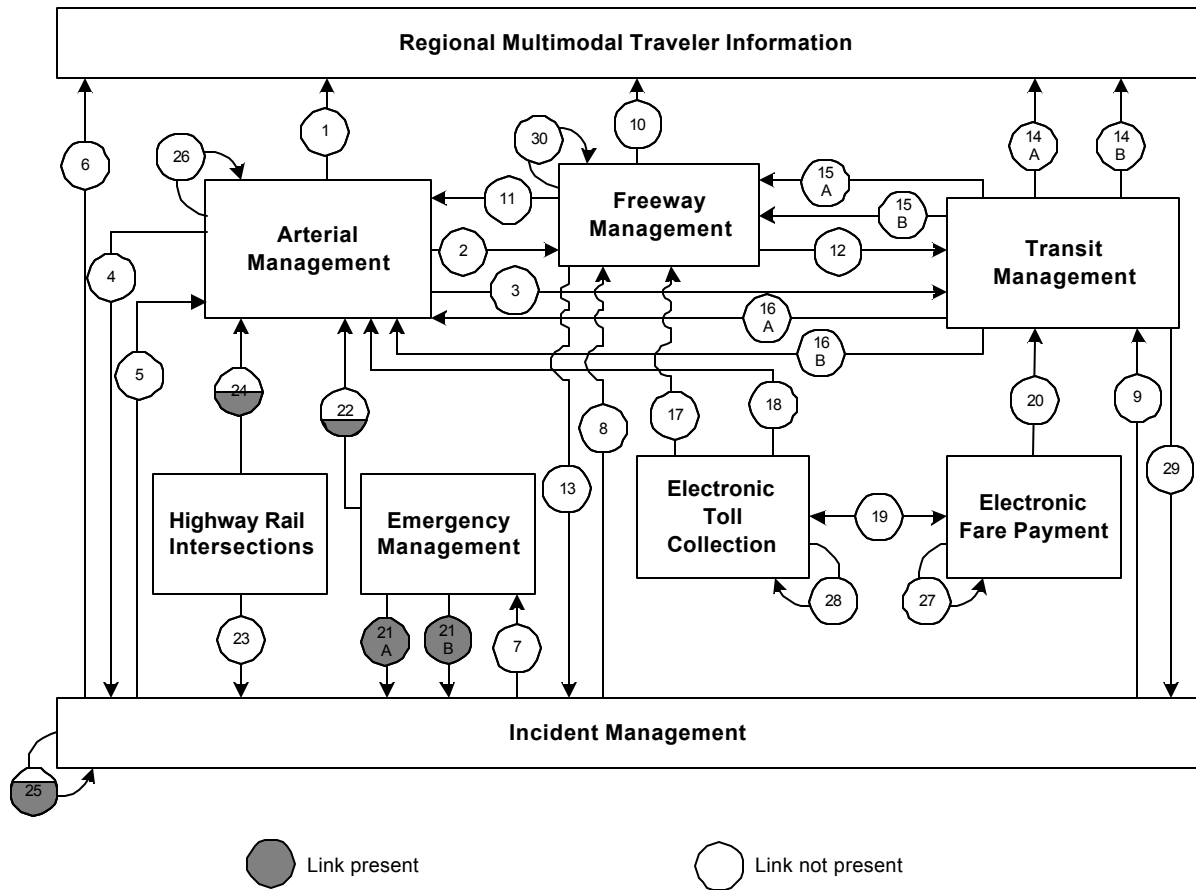 Regional Multimodal Traveler Information
6
1
10
14
A
14
B
26
30
15
A
11
15
B
Arterial
Management
Freeway
Management
Transit
Management
2
12
4
3
16
A
16
B
5
24
22
17
18
8
20
9
29
13
Highway Rail
Intersections
Emergency
Management
Electronic
Toll
Collection
19
Electronic
Fare Payment
28
27
23
21
A
21
B
7
Incident Management
25
Link present
Link not present